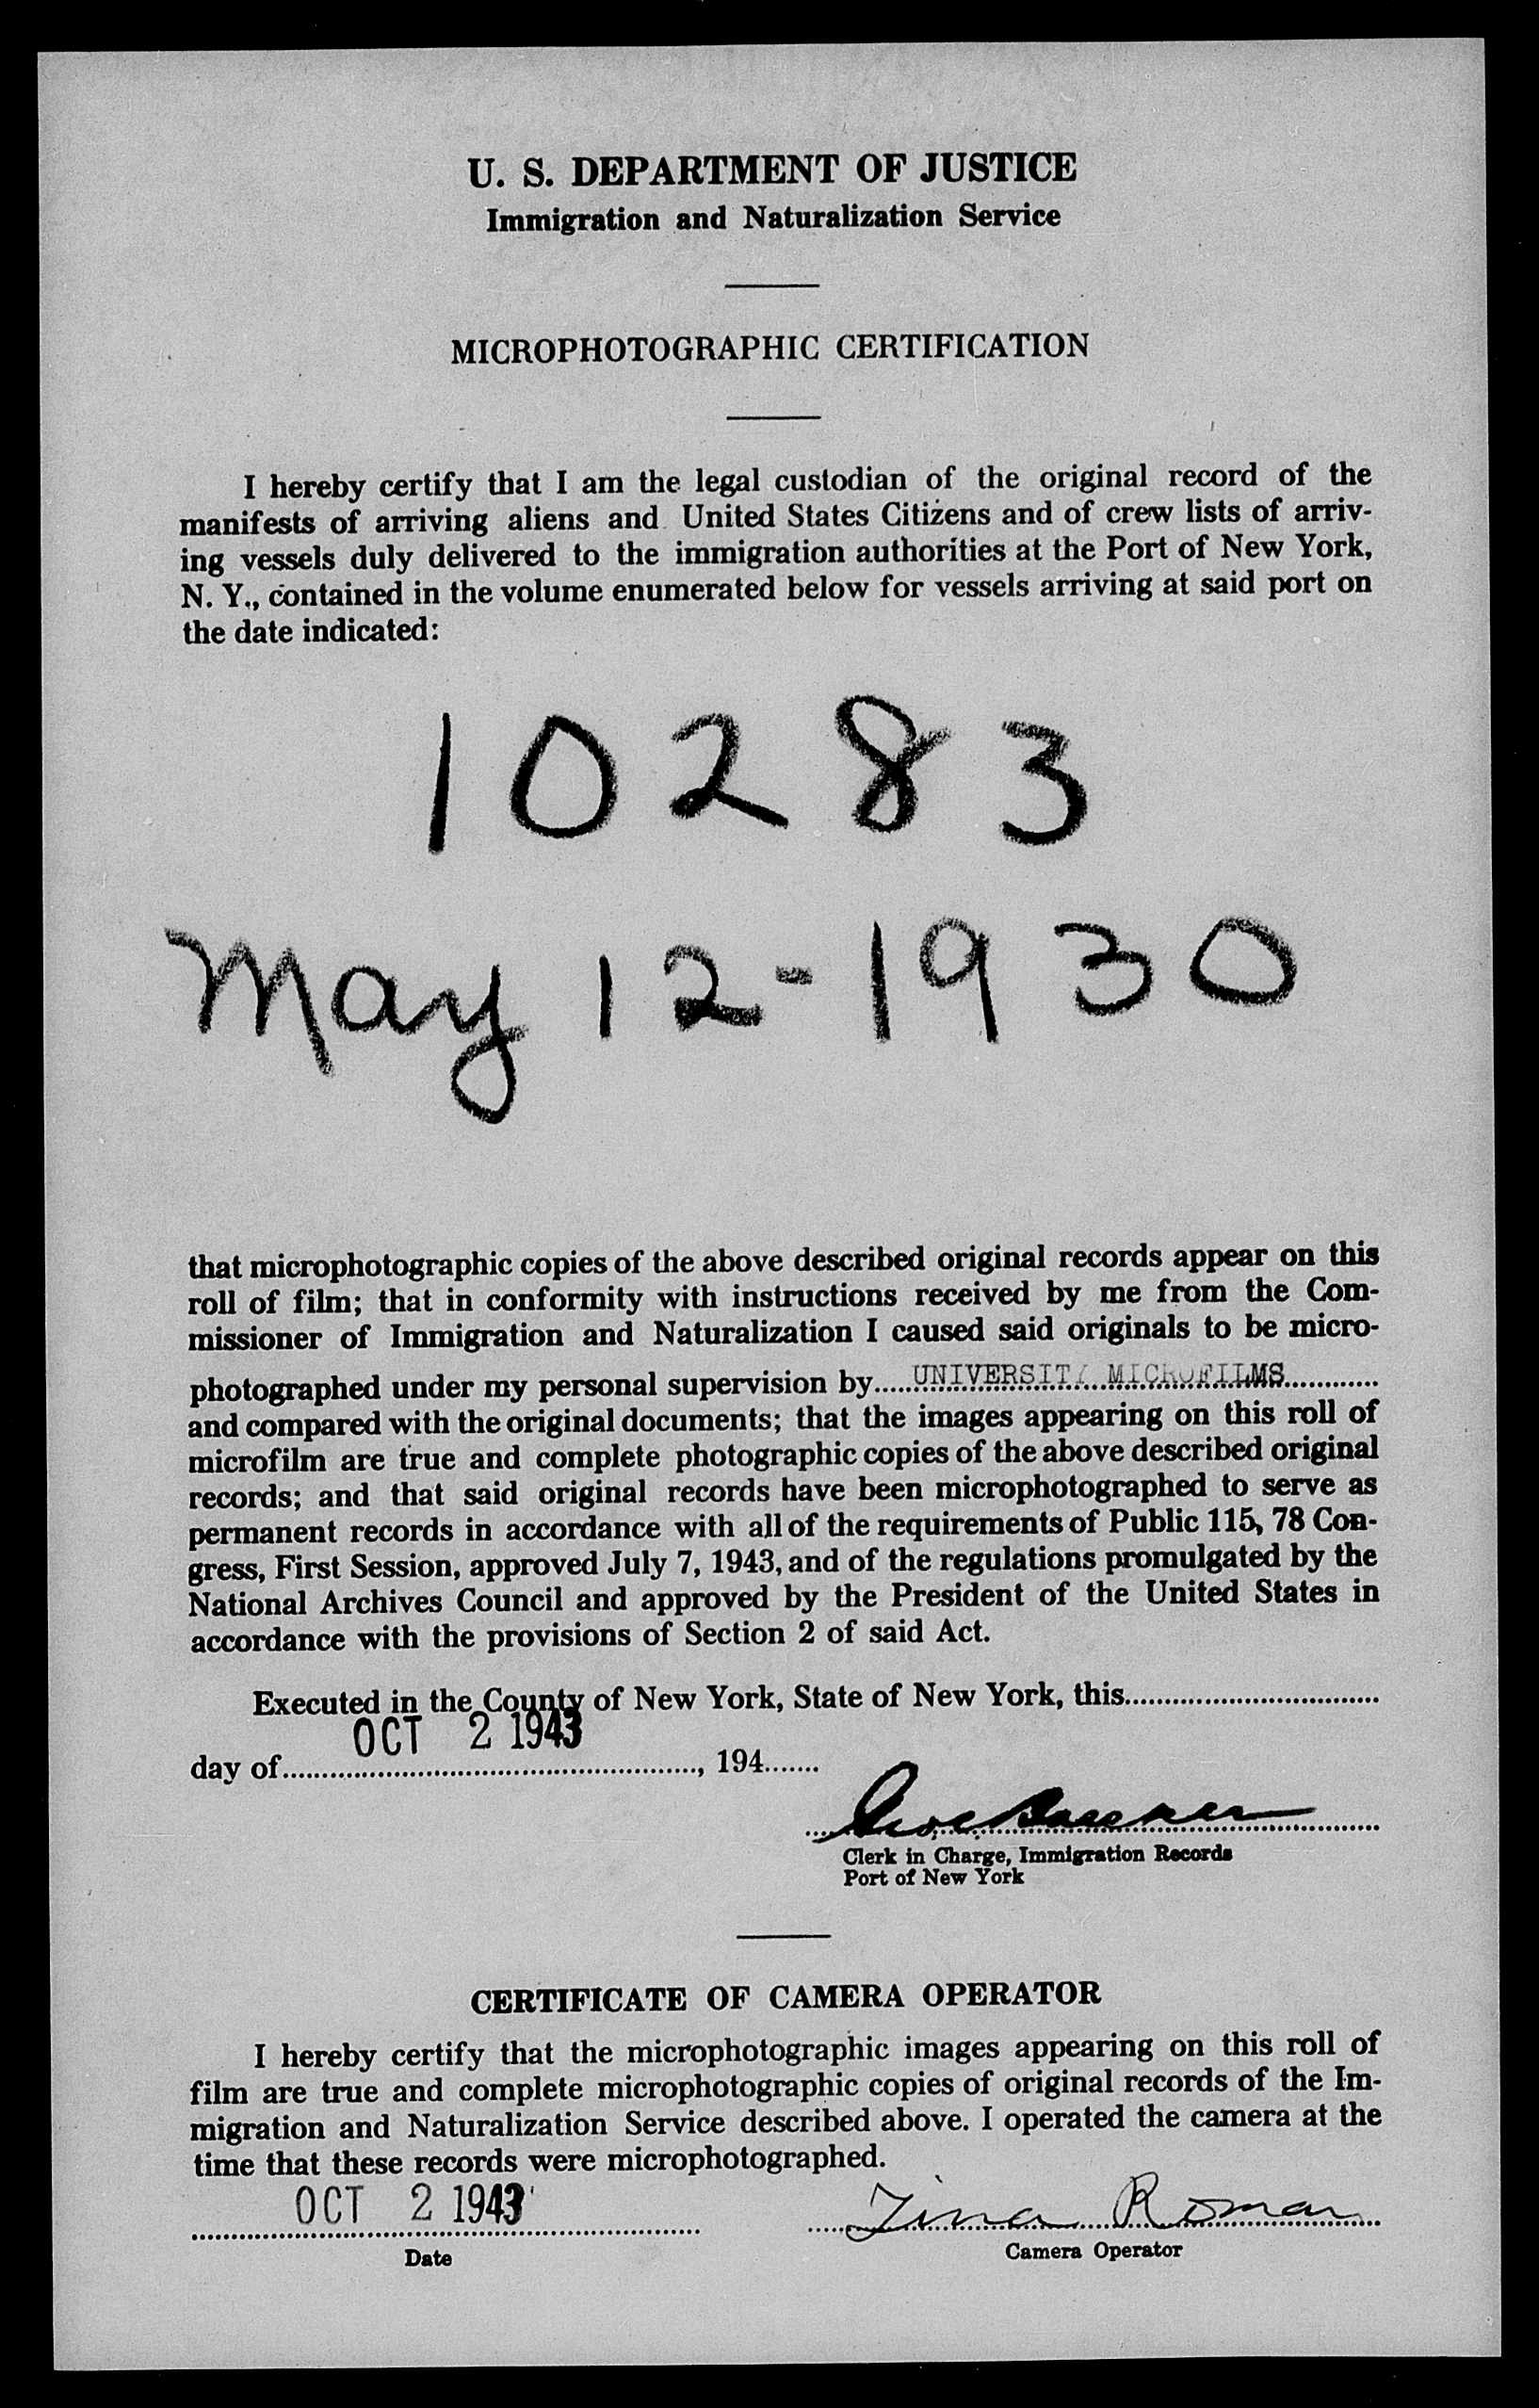 U. S. DEPARTMENT OF JUSTICE
Immigration and Naturalization Service
MICROPHOTOGRAPHIC CERTIFICATION
I hereby certify that I am the legal custodian of the original record of the
manifests of arriving aliens and United States Citizens and of crew lists of arriv-
ing vessels duly delivered to the immigration authorities at the Port of New York,
N. Y., contained in the volume enumerated below for vessels arriving at said port on
the date indicated:
10283
May 12-1930
that microphotographic copies of the above described original records appear on this
roll of film; that in conformity with instructions received by me from the Com-
missioner of Immigration and Naturalization I caused said originals to be micro-
photographed under my personal supervision by.....UNIVERSITY MICROFILMS............
and compared with the original documents; that the images appearing on this roll of
microfilm are true and complete photographic copies of the above described original
records; and that said original records have been microphotographed to serve as
permanent records in accordance with all of the requirements of Public 115, 78 Con-
gress, First Session, approved July 7, 1943, and of the regulations promulgated by the
National Archives Council and approved by the President of the United States in
accordance with the provisions of Section 2 of said Act.
Executed in the County of New York, State of New York, this................................
OCT 2 1943
day of...................................................., 194.......
Clerk in Charge, Immigration Records
Port of New York
CERTIFICATE OF CAMERA OPERATOR
I hereby certify that the microphotographic images appearing on this roll of
film are true and complete microphotographic copies of original records of the Im-
migration and Naturalization Service described above. I operated the camera at the
time that these records were microphotographed.
OCT 2 1943
Tina Roman
Date
Camera Operator